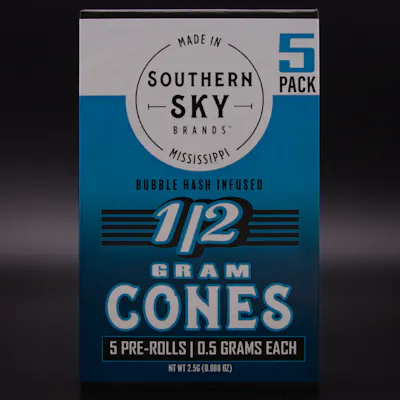 MADE IN
SOUTHERN
SKY
BRANDS™
MISSISSIPPI
5
PACK
BUBBLE HASH INFUSED
1/2
GRAM
CONES
5 PRE-ROLLS | 0.5 GRAMS EACH
NT WT 2.5G (0.088 OZ)